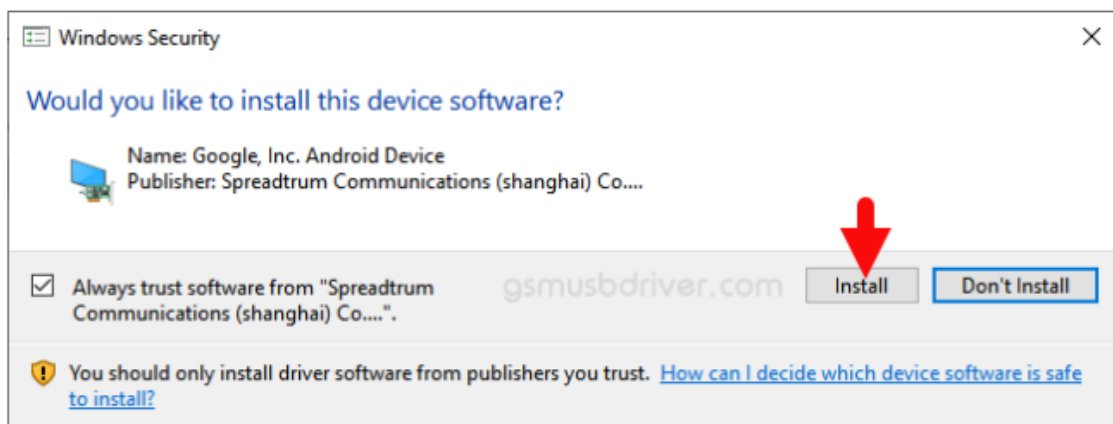 Windows Security
Would you like to install this device software?
Name: Google, Inc. Android Device
Publisher: Spreadtrum Communications (shanghai) Co....
Always trust software from "Spreadtrum
Communications (shanghai) Co....".
gsmusbdriver.com
Install
Don't Install
You should only install driver software from publishers you trust. How can I decide which device software is safe
to install?